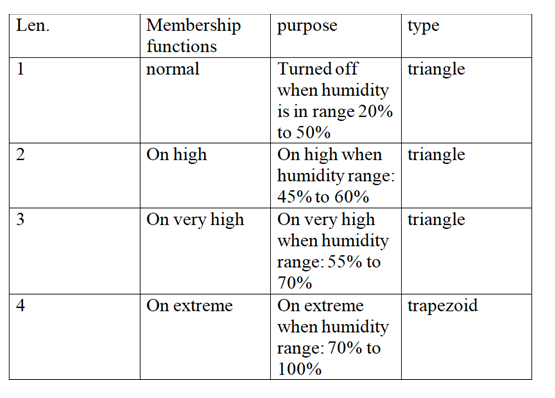 Len.
Membership
functions
purpose
type
1
normal
Turned off
when humidity
is in range 20%
to 50%
triangle
2
On high
On high when
humidity range:
45% to 60%
triangle
3
On very high
On very high
when humidity
range: 55% to
70%
triangle
4
On extreme
On extreme
when humidity
range: 70% to
100%
trapezoid